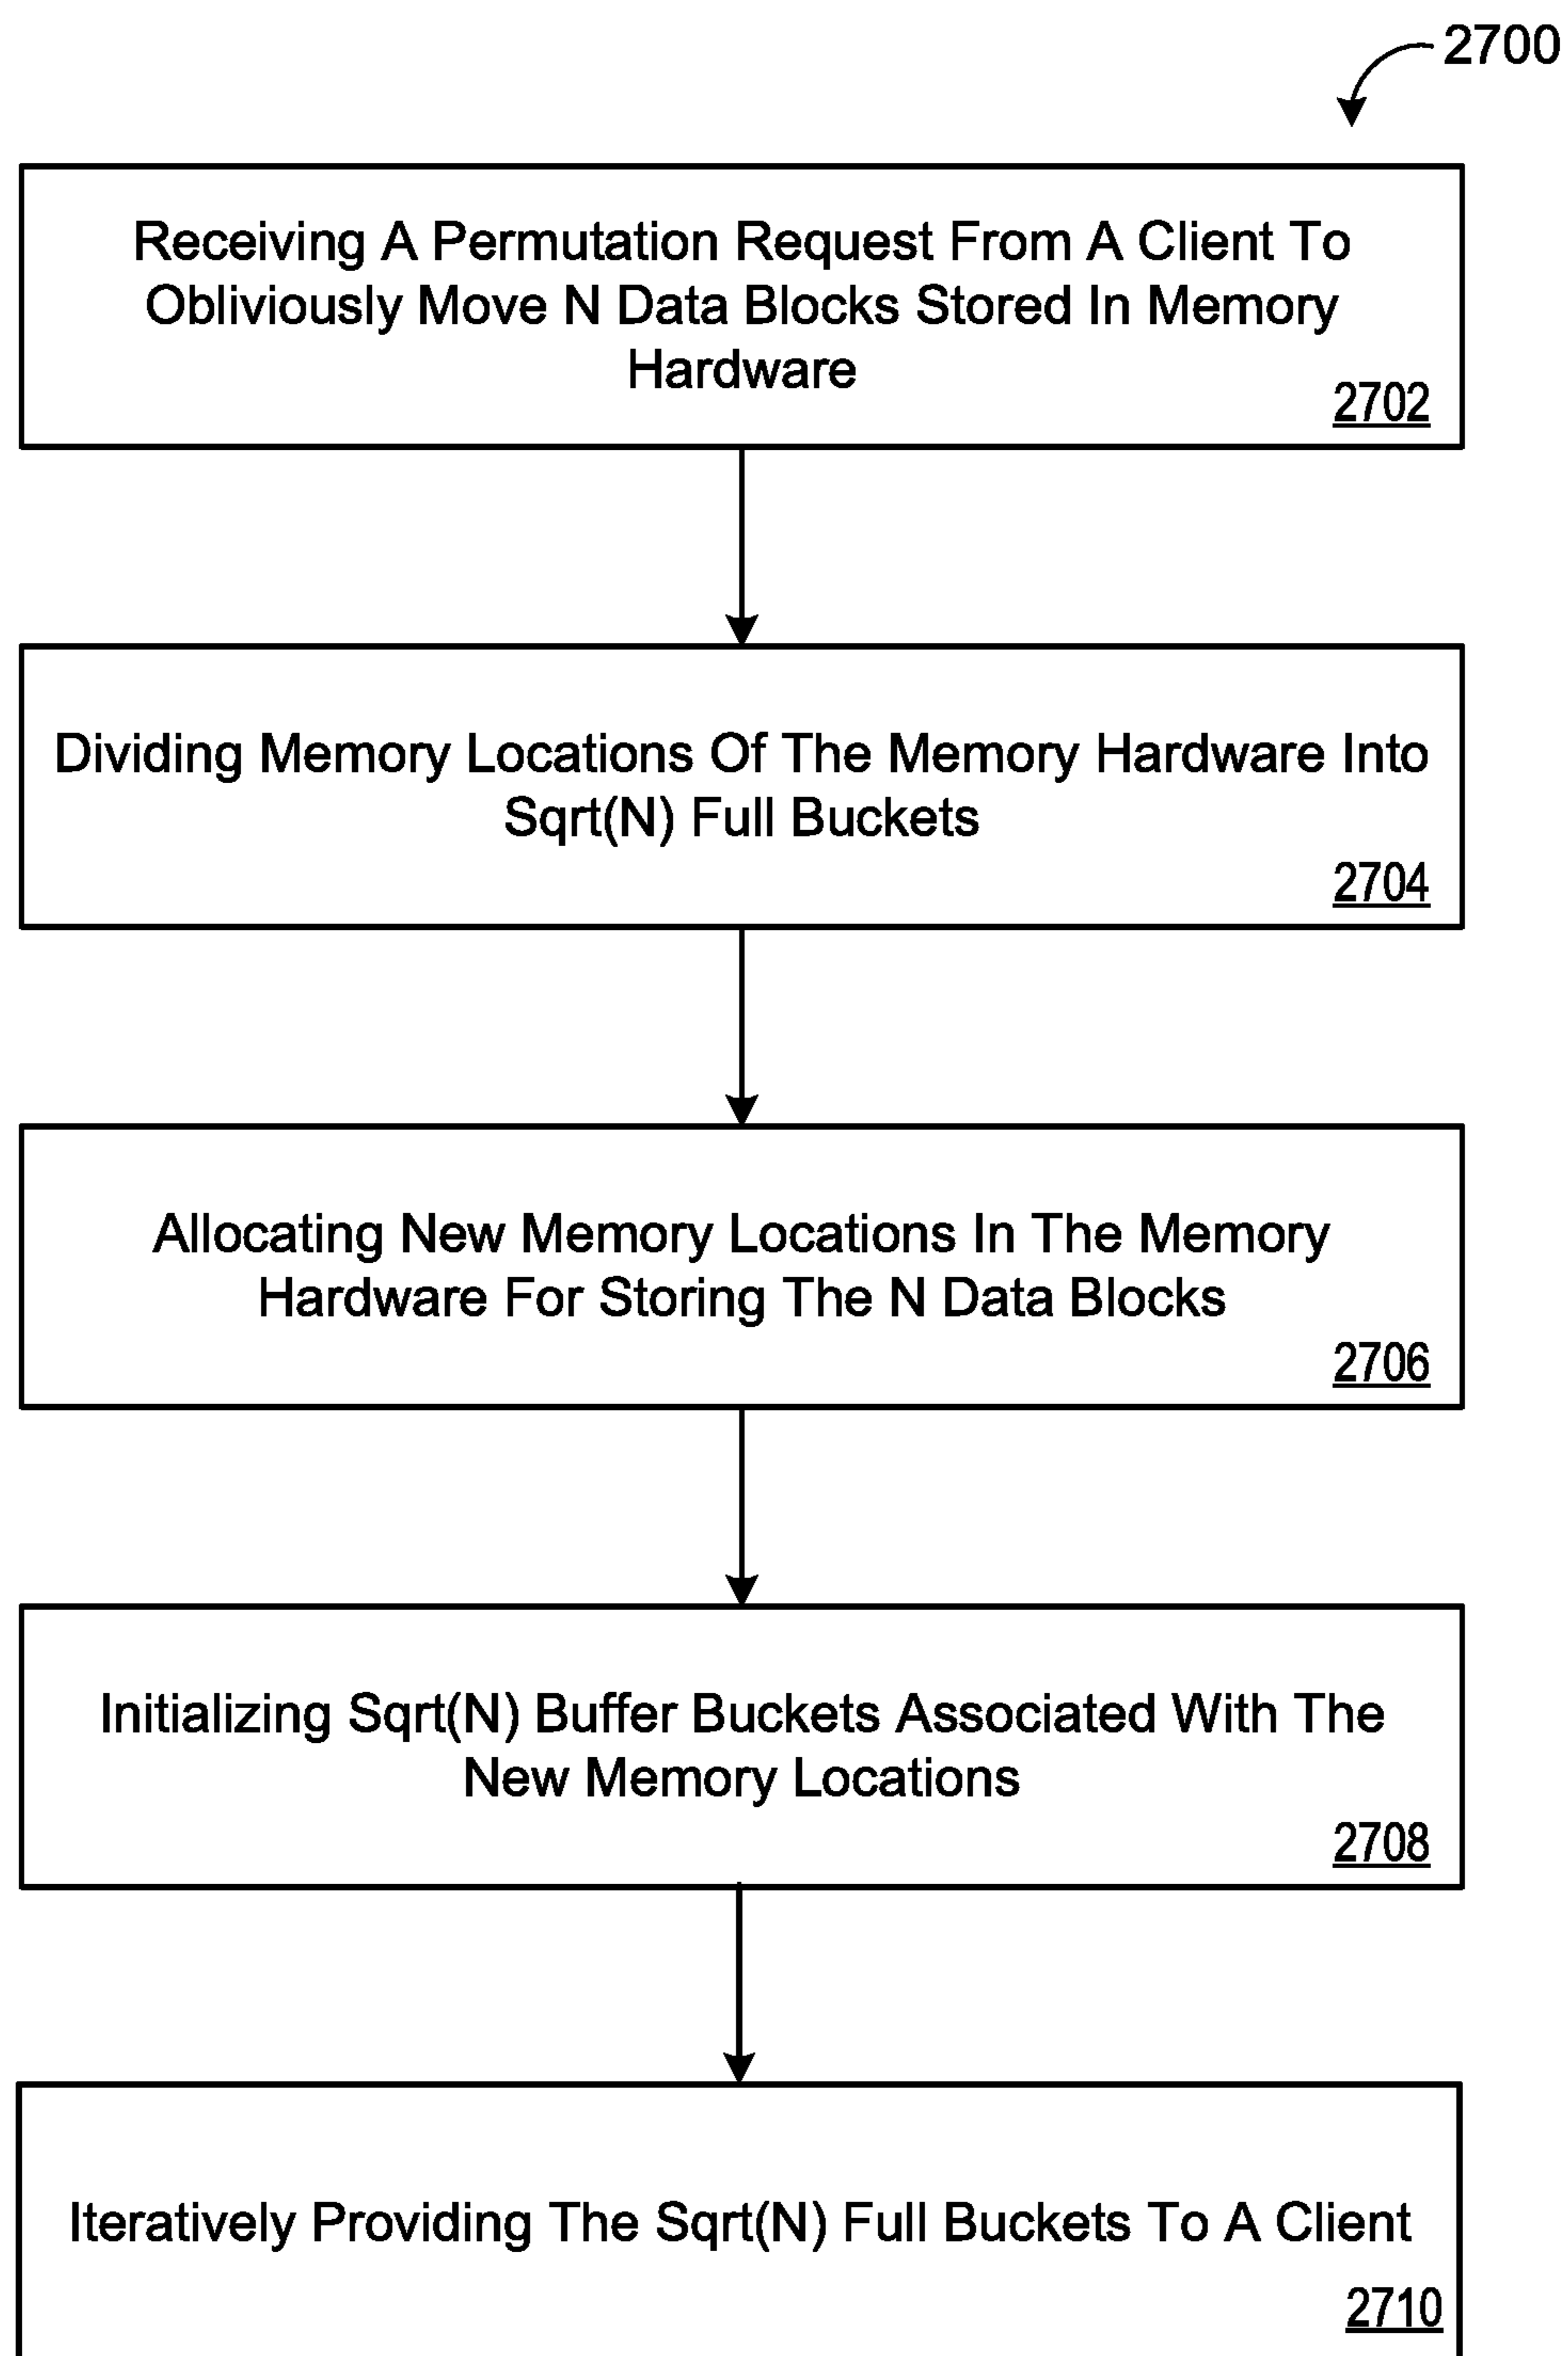 2700
Receiving A Permutation Request From A Client To
Obliviously Move N Data Blocks Stored In Memory
Hardware
2702
Dividing Memory Locations Of The Memory Hardware Into
Sqrt(N) Full Buckets
2704
Allocating New Memory Locations In The Memory
Hardware For Storing The N Data Blocks
2706
Initializing Sqrt(N) Buffer Buckets Associated With The
New Memory Locations
2708
Iteratively Providing The Sqrt(N) Full Buckets To A Client
2710